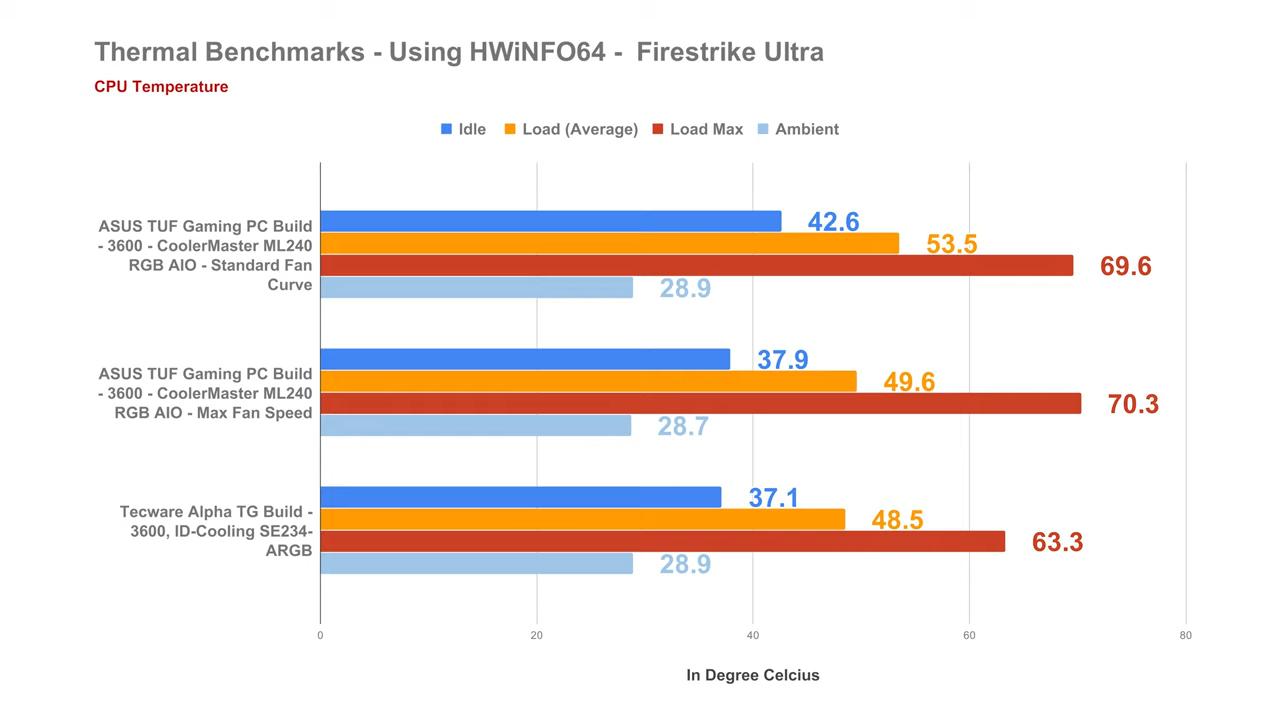 Thermal Benchmarks - Using HWiNFO64 - Firestrike Ultra
CPU Temperature
Idle Load (Average) Load Max Ambient
ASUS TUF Gaming PC Build
- 3600 - CoolerMaster ML240
RGB AIO - Standard Fan
Curve
42.6
53.5
69.6
28.9
ASUS TUF Gaming PC Build
- 3600 - CoolerMaster ML240
RGB AIO - Max Fan Speed
37.9
49.6
70.3
28.7
Tecware Alpha TG Build -
3600, ID-Cooling SE234-
ARGB
37.1
48.5
63.3
28.9
0 20 40 60 80
In Degree Celcius